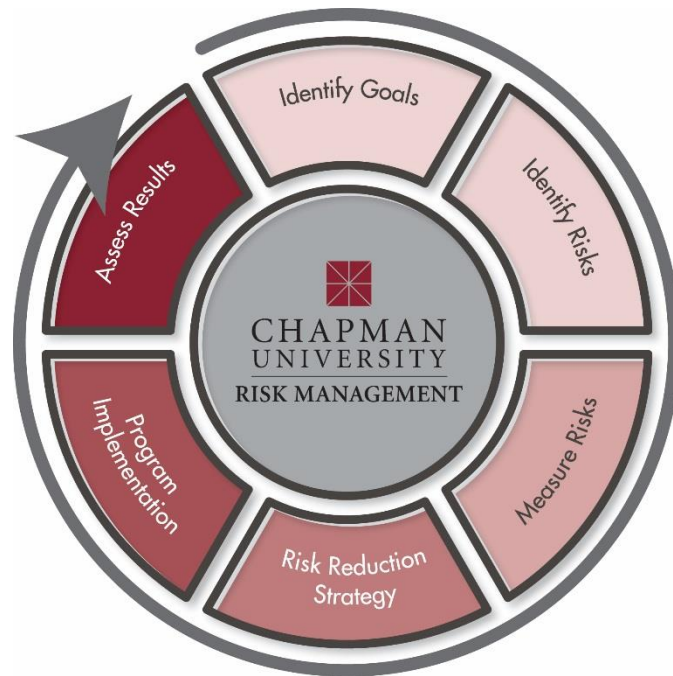 Identify Goals
Identify Risks
Measure Risks
Risk Reduction
Strategy
Program
Implementation
Assess Results
CHAPMAN
UNIVERSITY
RISK MANAGEMENT